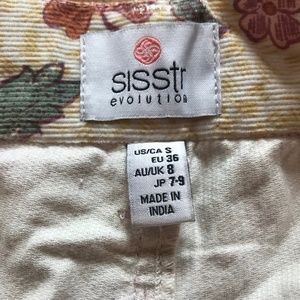 sisstr
evolution
US/CA S
EU 36
AU/UK 8
JP 7-9
MADE IN
INDIA